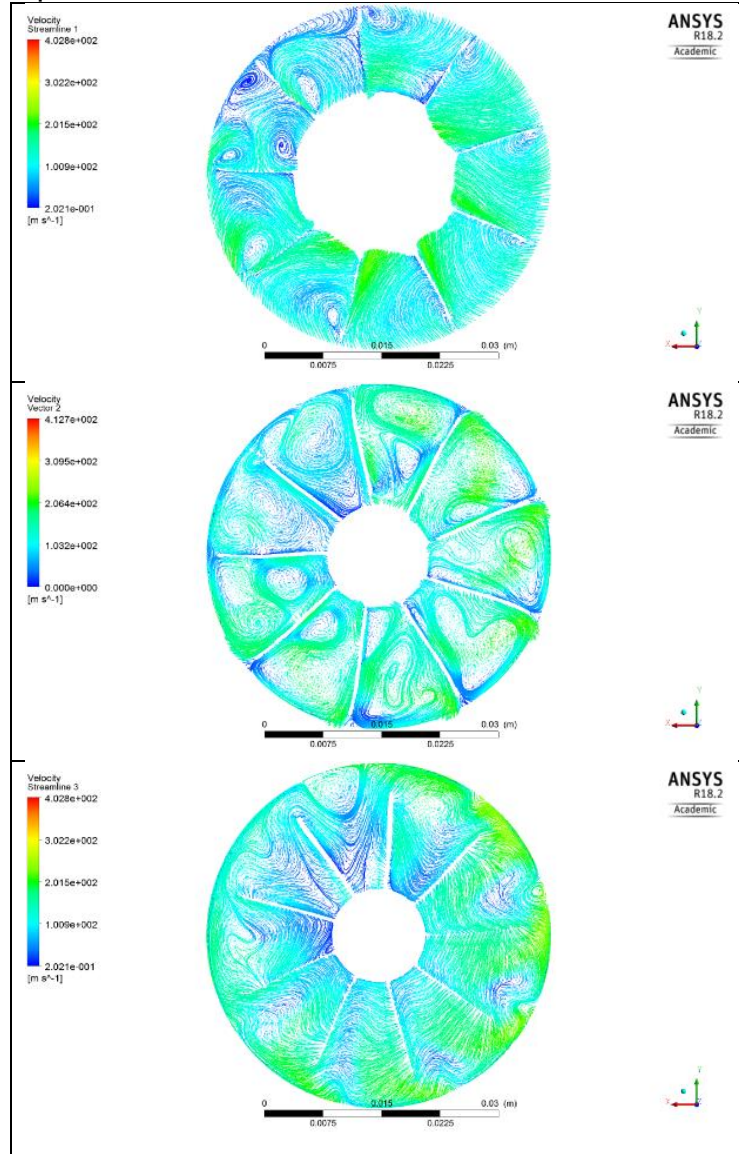 Velocity
Streamline 1
4.028e+002
3.022e+002
2.015e+002
1.009e+002
2.021e-001
[m s^-1]
ANSYS
R18.2
Academic
Y
X
0 0.015 0.03 (m)
0.0075 0.0225
Velocity
Vector 2
4.127e+002
3.095e+002
2.064e+002
1.032e+002
0.000e+000
[m s^-1]
ANSYS
R18.2
Academic
Y
X
0 0.015 0.03 (m)
0.0075 0.0225
Velocity
Streamline 3
4.028e+002
3.022e+002
2.015e+002
1.009e+002
2.021e-001
[m s^-1]
ANSYS
R18.2
Academic
Y
X
0 0.015 0.03 (m)
0.0075 0.0225